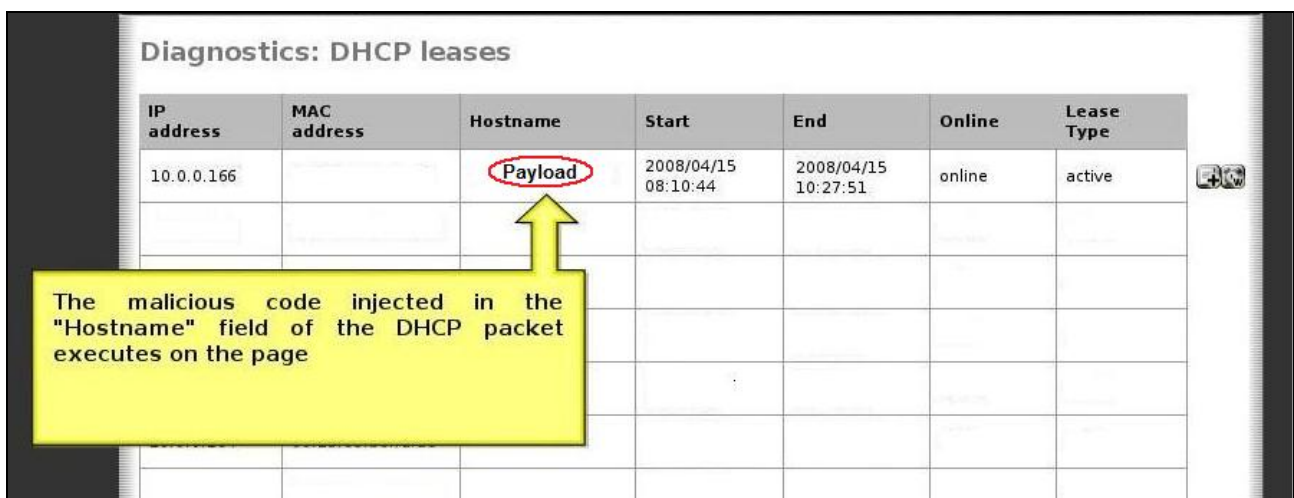 Diagnostics: DHCP leases
IP address MAC address Hostname Start End Online Lease Type
10.0.0.166 Payload 2008/04/15 08:10:44 2008/04/15 10:27:51 online active
The malicious code injected in the
"Hostname" field of the DHCP packet
executes on the page